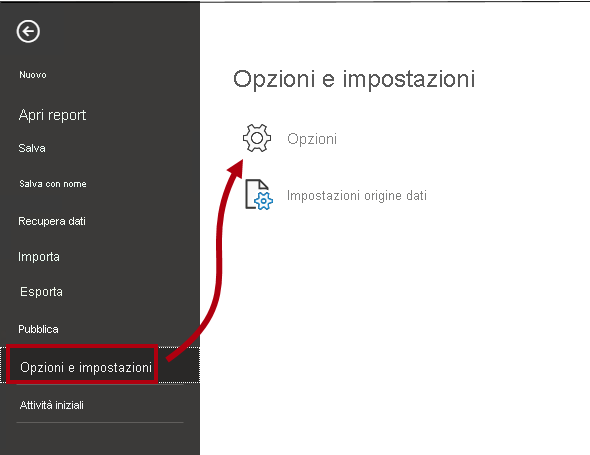 Nuovo
Apri report
Salva
Salva con nome
Recupera dati
Importa
Esporta
Pubblica
Opzioni e impostazioni
Attività iniziali
Opzioni e impostazioni
Opzioni
Impostazioni origine dati